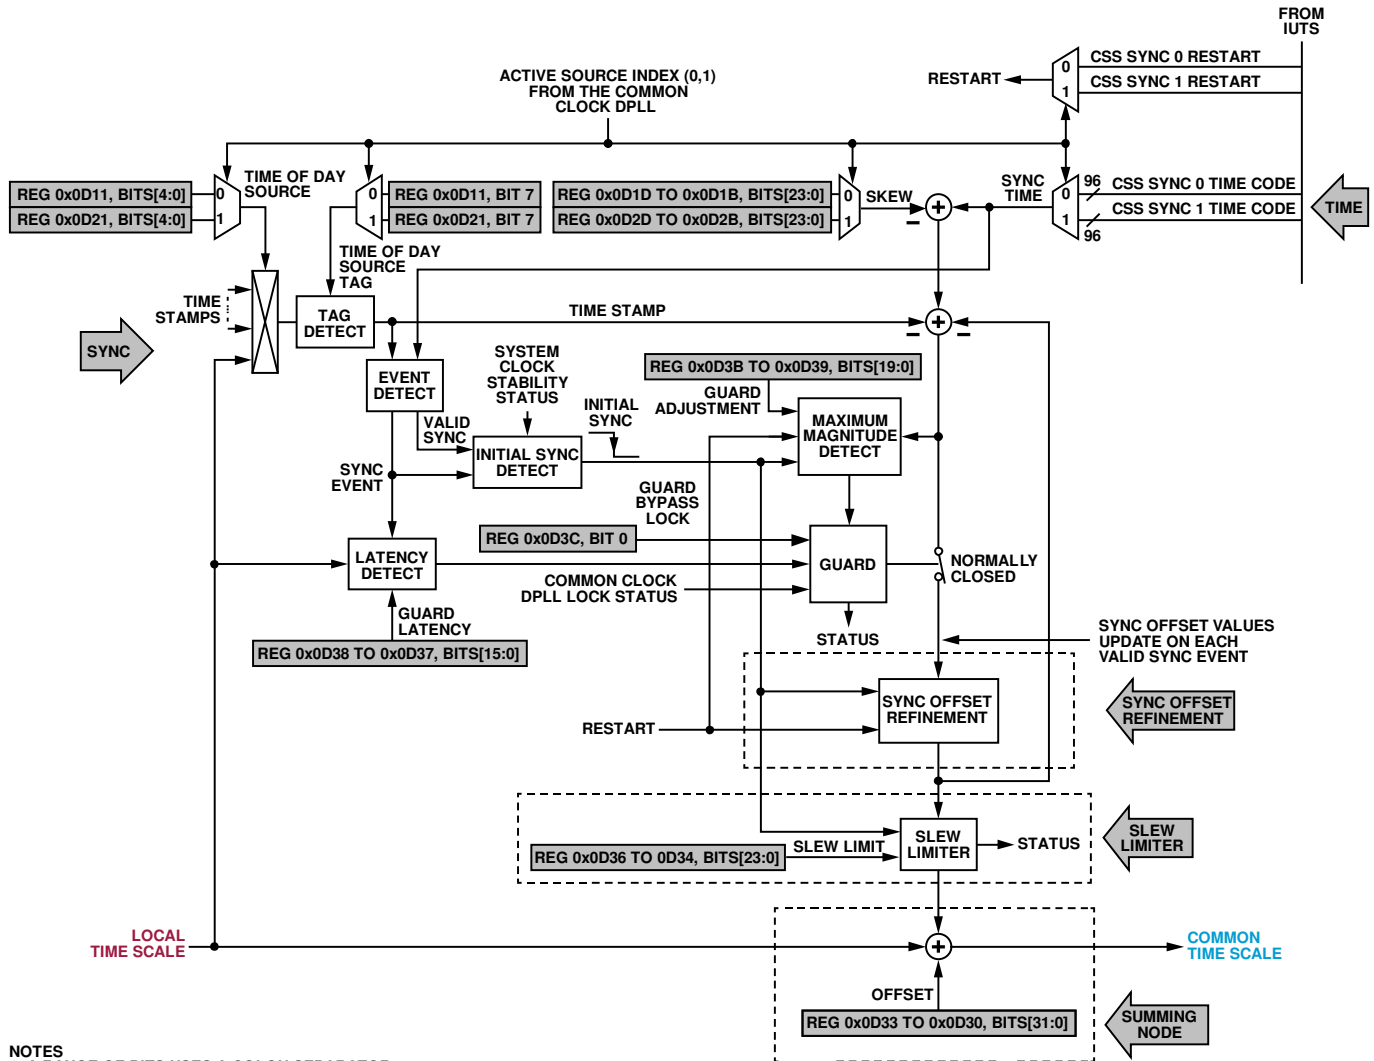 FROM
IUTS
CSS SYNC 0 RESTART
CSS SYNC 1 RESTART
0
1
RESTART
ACTIVE SOURCE INDEX (0,1)
FROM THE COMMON
CLOCK DPLL
REG 0x0D11, BITS[4:0]
REG 0x0D21, BITS[4:0]
0
1
TIME OF DAY
SOURCE
0
1
REG 0x0D11, BIT 7
REG 0x0D21, BIT 7
REG 0x0D1D TO 0x0D1B, BITS[23:0]
REG 0x0D2D TO 0x0D2B, BITS[23:0]
0
1
SKEW
+
−
SYNC
TIME
0
1
96
96
CSS SYNC 0 TIME CODE
CSS SYNC 1 TIME CODE
TIME
TIME OF DAY
SOURCE
TAG
TIME
STAMPS
TAG
DETECT
TIME STAMP
+
−
−
SYNC
EVENT
DETECT
SYSTEM
CLOCK
STABILITY
STATUS
REG 0x0D3B TO 0x0D39, BITS[19:0]
GUARD
ADJUSTMENT
INITIAL
SYNC
MAXIMUM
MAGNITUDE
DETECT
VALID
SYNC
INITIAL SYNC
DETECT
SYNC
EVENT
GUARD
BYPASS
LOCK
REG 0x0D3C, BIT 0
LATENCY
DETECT
GUARD
NORMALLY
CLOSED
COMMON CLOCK
DPLL LOCK STATUS
GUARD
LATENCY
STATUS
REG 0x0D38 TO 0x0D37, BITS[15:0]
SYNC OFFSET VALUES
UPDATE ON EACH
VALID SYNC EVENT
SYNC OFFSET
REFINEMENT
SYNC OFFSET
REFINEMENT
RESTART
SLEW
LIMITER
STATUS
SLEW
LIMITER
SLEW LIMIT
REG 0x0D36 TO 0D34, BITS[23:0]
LOCAL
TIME SCALE
+
COMMON
TIME SCALE
OFFSET
REG 0x0D33 TO 0x0D30, BITS[31:0]
SUMMING
NODE
NOTES